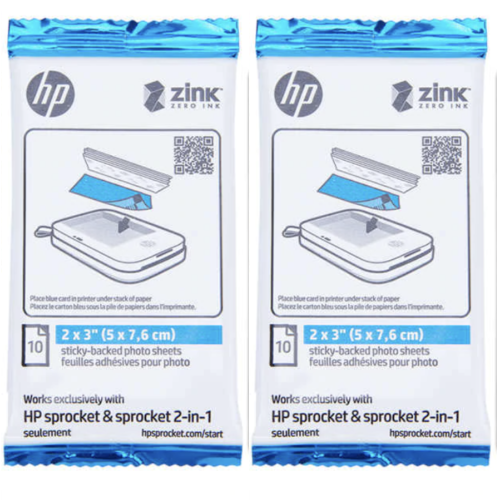 hp
ZINK
ZERO INK
Place blue card in printer under stack of paper
Placez le carton bleu sous la pile de papiers dans l'imprimante.
10
2 x 3" (5 x 7,6 cm)
sticky-backed photo sheets
feuilles adhésives pour photo
Works exclusively with
HP sprocket & sprocket 2-in-1
seulement
hpsprocket.com/start
hp
ZINK
ZERO INK
Place blue card in printer under stack of paper
Placez le carton bleu sous la pile de papiers dans l'imprimante.
10
2 x 3" (5 x 7,6 cm)
sticky-backed photo sheets
feuilles adhésives pour photo
Works exclusively with
HP sprocket & sprocket 2-in-1
seulement
hpsprocket.com/start